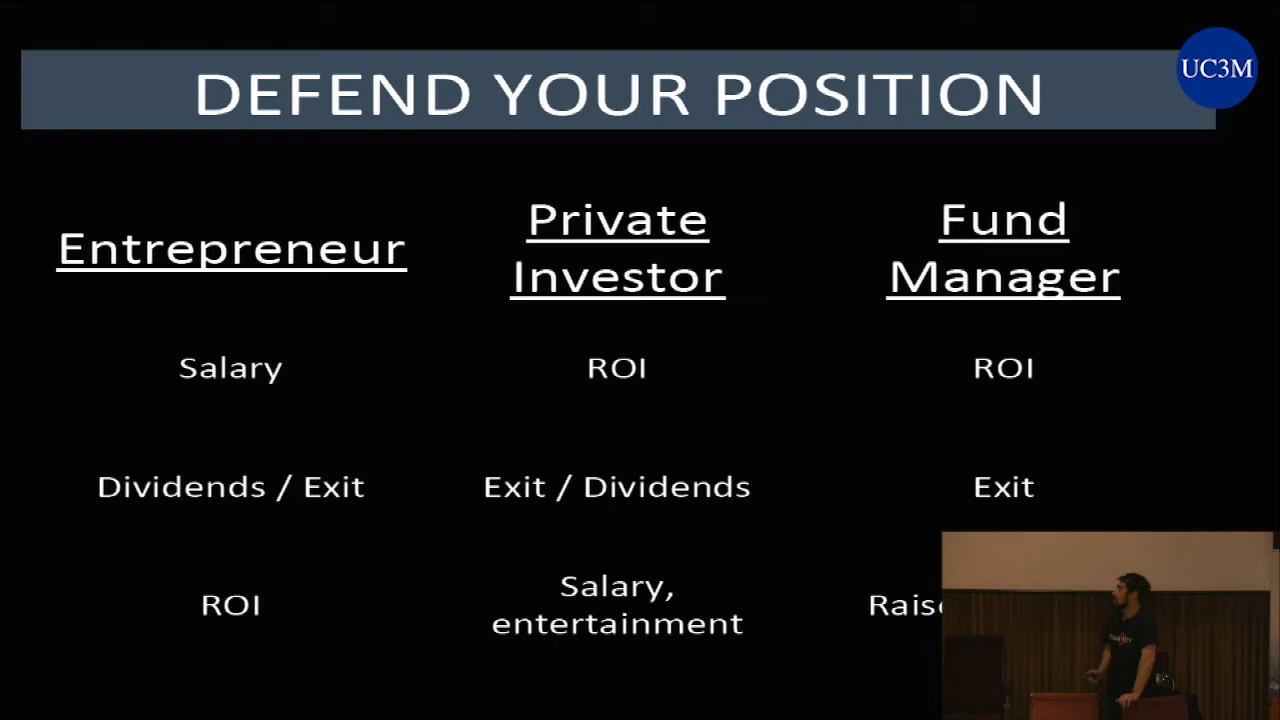 DEFEND YOUR POSITION
UC3M
Entrepreneur
Private
Investor
Fund
Manager
Salary
ROI
ROI
Dividends / Exit
Exit / Dividends
Exit
ROI
Salary,
entertainment